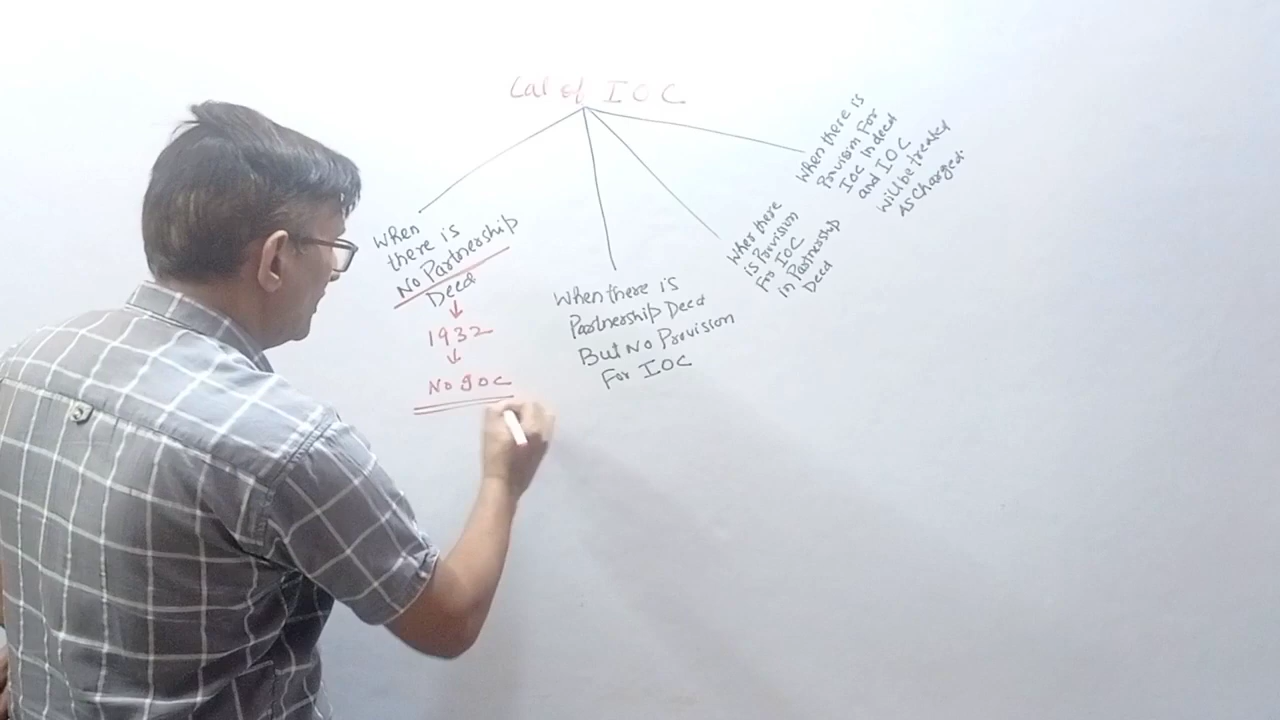 Cal of IOC
When
there is
No Partnership
Deed
↓
1932
↓
No IOC
When there is
Partnership Deed
But No Provision
For IOC
When there
is Provision
For IOC
in Partnership
Deed
When there is
Provision For
IOC in deed
and IOC
will be treated
As Charged.